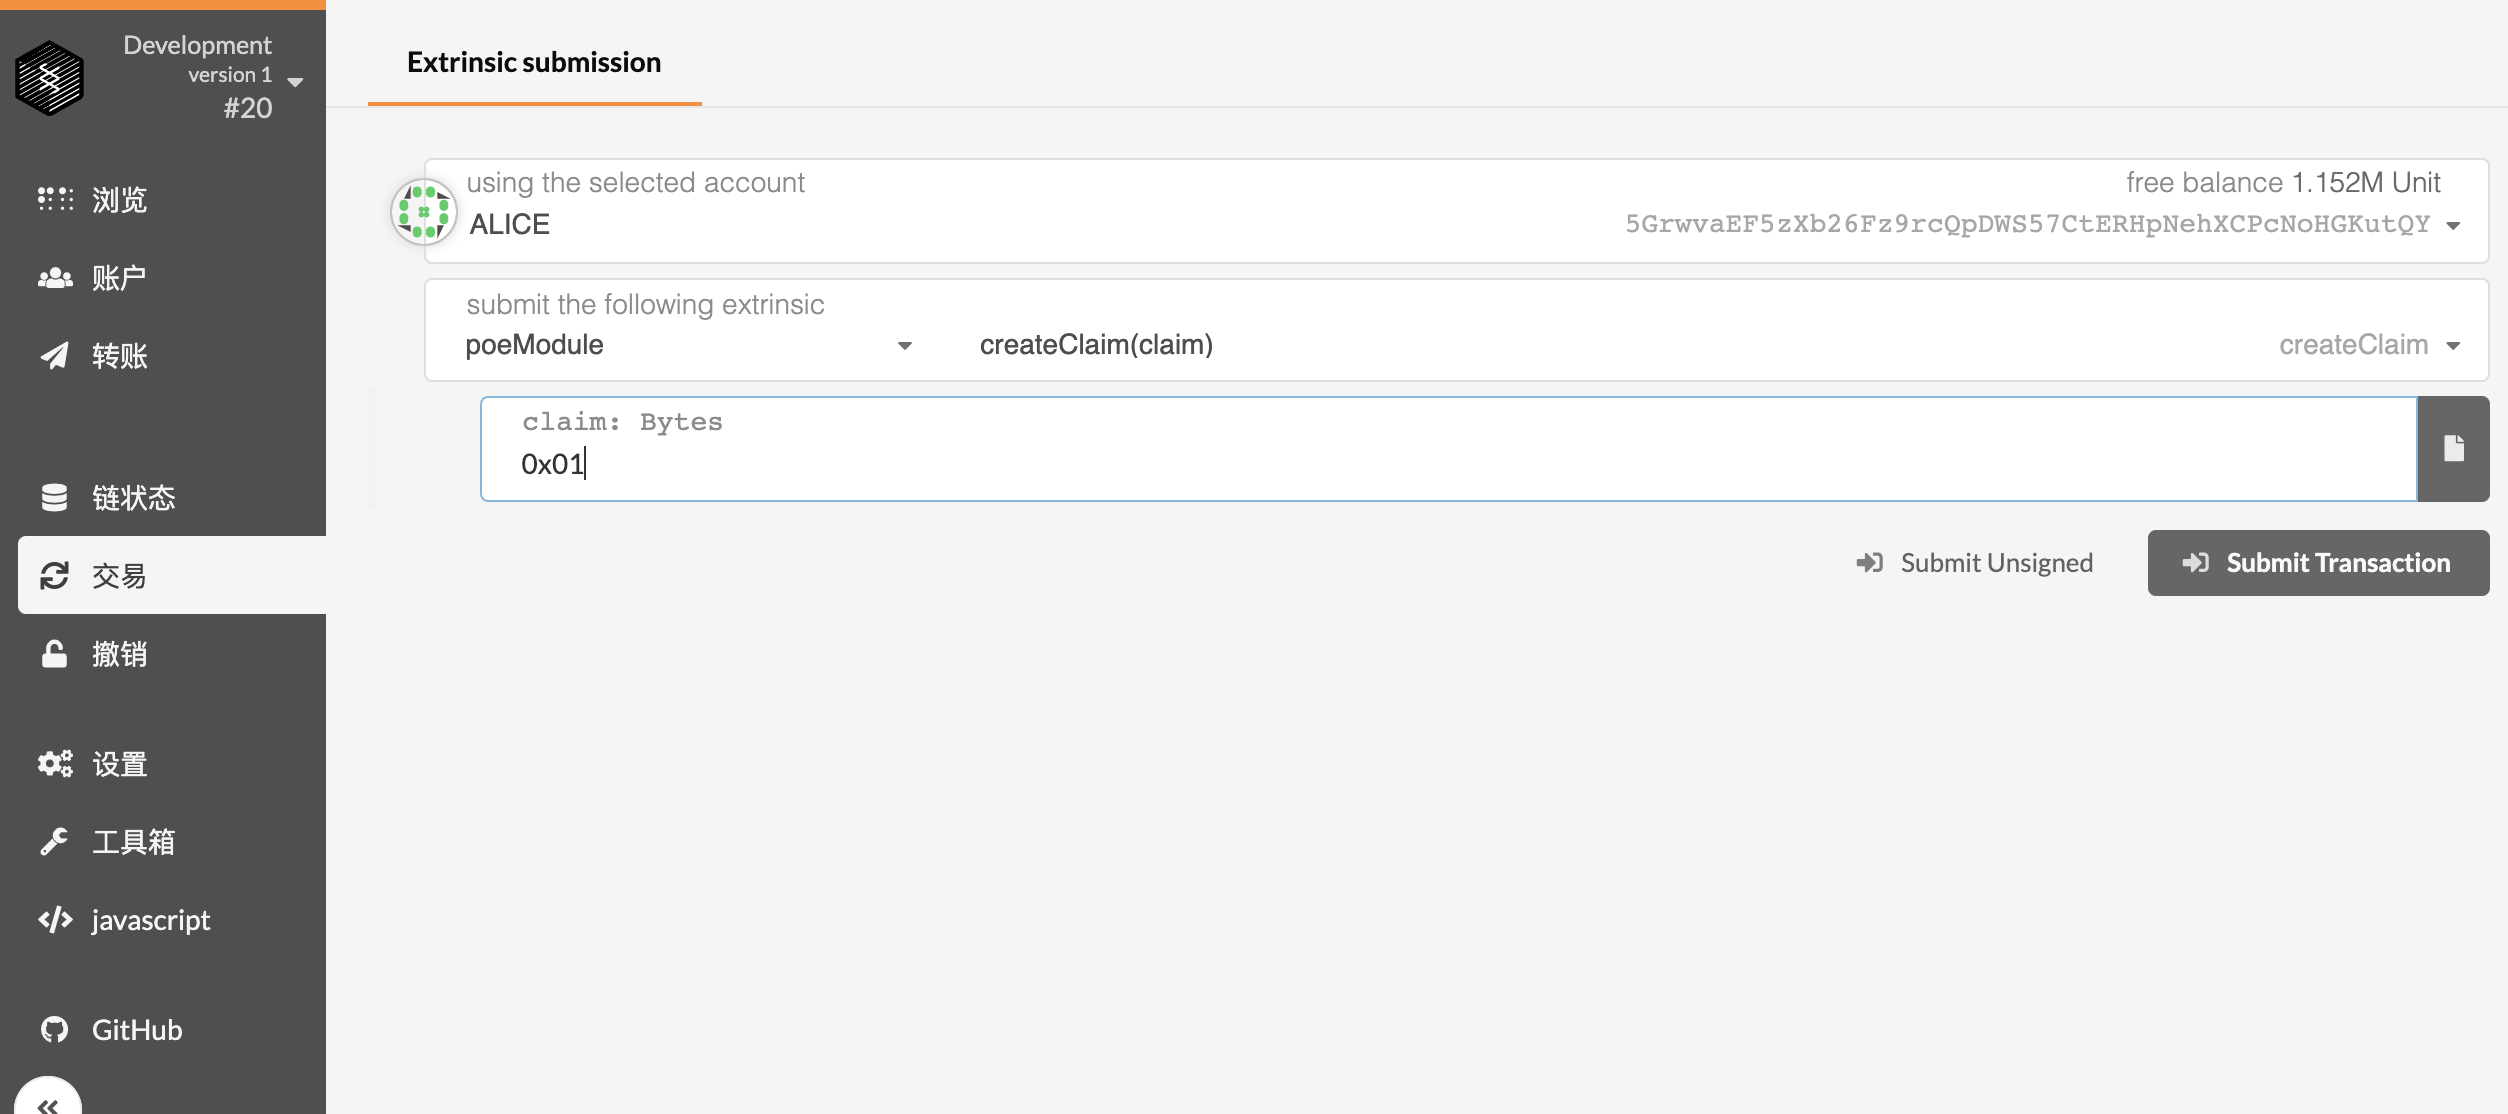 Development
version 1
#20
浏览
账户
转账
链状态
交易
撤销
设置
工具箱
javascript
GitHub
Extrinsic submission
using the selected account
free balance 1.152M Unit
ALICE
5GrwvaEF5zXb26Fz9rcQpDWS57CtERHpNehXCPcNoHGKutQY
submit the following extrinsic
poeModule
createClaim(claim)
createClaim
claim: Bytes
0x01
Submit Unsigned
Submit Transaction